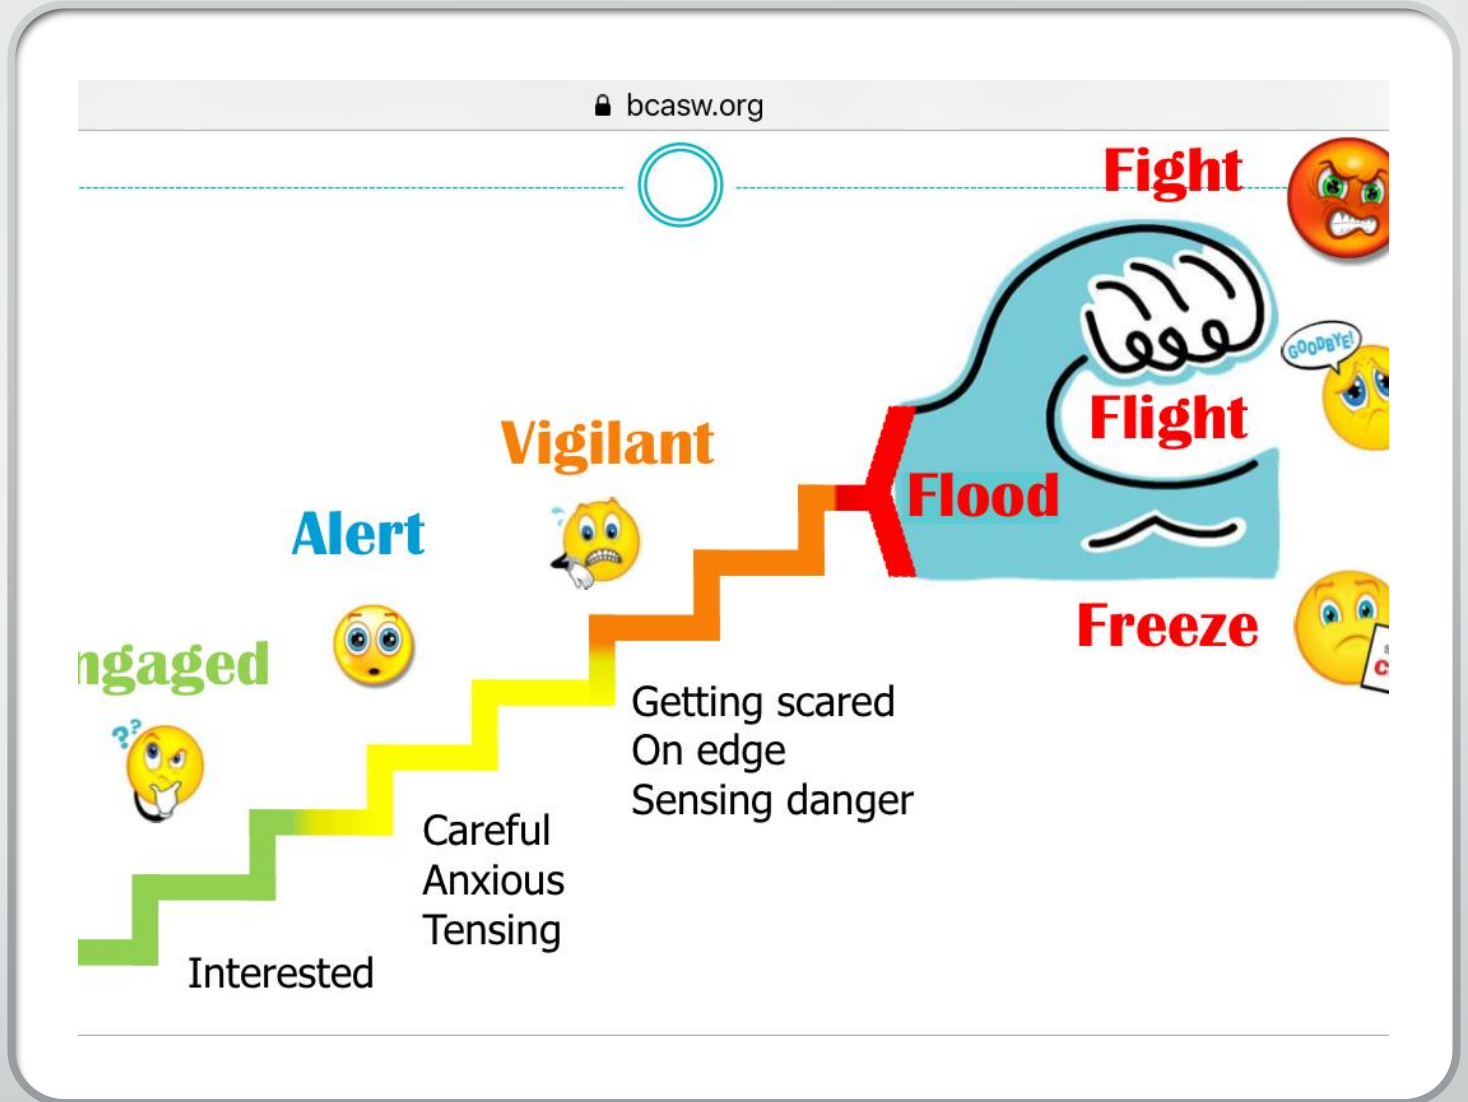 bcasw.org
Fight
GOODBYE!
Flight
Vigilant
Flood
Alert
Freeze
ngaged
??
Getting scared
On edge
Sensing danger
Careful
Anxious
Tensing
Interested